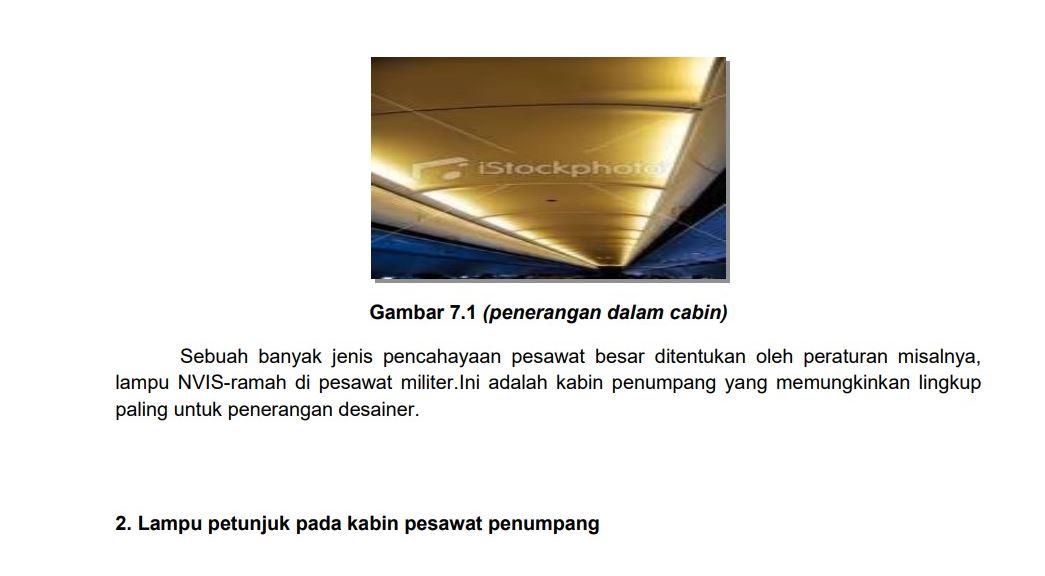 iStockphoto
Gambar 7.1 (penerangan dalam cabin)
Sebuah banyak jenis pencahayaan pesawat besar ditentukan oleh peraturan misalnya,
lampu NVIS-ramah di pesawat militer.Ini adalah kabin penumpang yang memungkinkan lingkup
paling untuk penerangan desainer.
2. Lampu petunjuk pada kabin pesawat penumpang